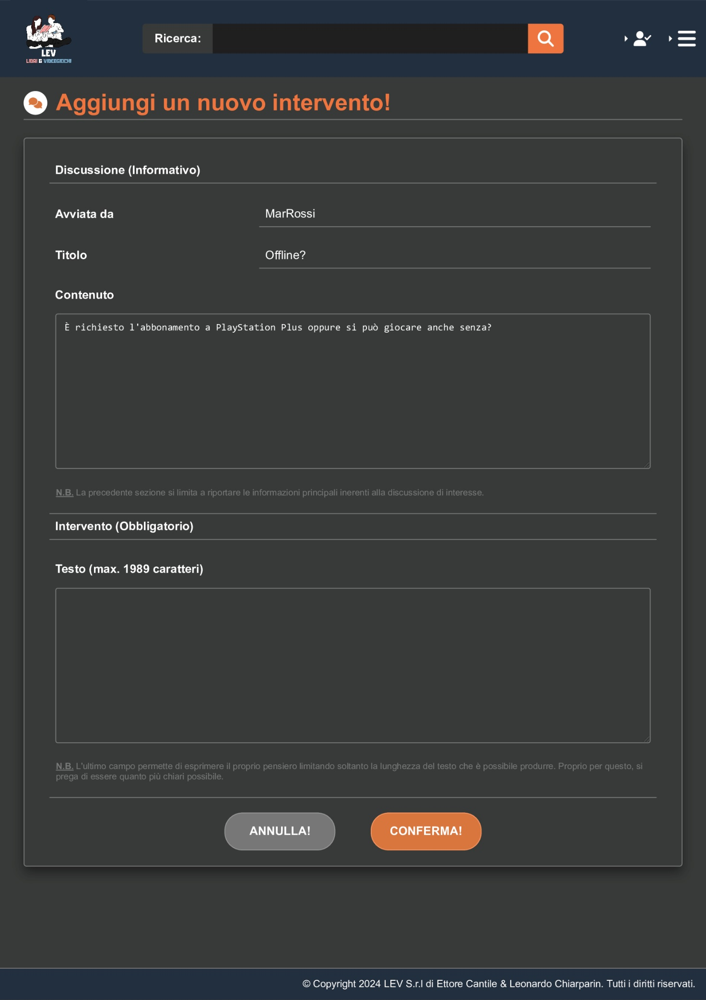 LEV
LIBRI & VIDEOGIOCHI
Ricerca:
Aggiungi un nuovo intervento!
Discussione (Informativo)
Avviata da
MarRossi
Titolo
Offline?
Contenuto
È richiesto l'abbonamento a PlayStation Plus oppure si può giocare anche senza?
N.B. La precedente sezione si limita a riportare le informazioni principali inerenti alla discussione di interesse.
Intervento (Obbligatorio)
Testo (max. 1989 caratteri)
N.B. L'ultimo campo permette di esprimere il proprio pensiero limitando soltanto la lunghezza del testo che è possibile produrre. Proprio per questo, si
prega di essere quanto più chiari possibile.
ANNULLA!
CONFERMA!
© Copyright 2024 LEV S.r.l di Ettore Cantile & Leonardo Chiarparin. Tutti i diritti riservati.